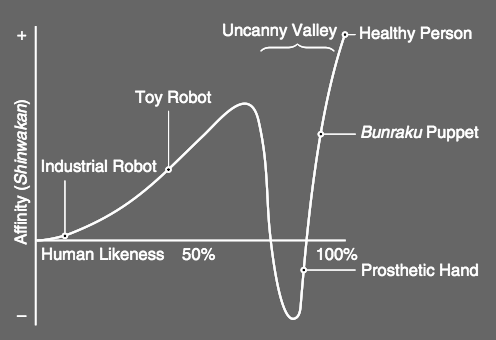 +
Uncanny Valley
Healthy Person
Toy Robot
Bunraku Puppet
Industrial Robot
Affinity (Shinwakan)
Human Likeness
50%
100%
Prosthetic Hand
−